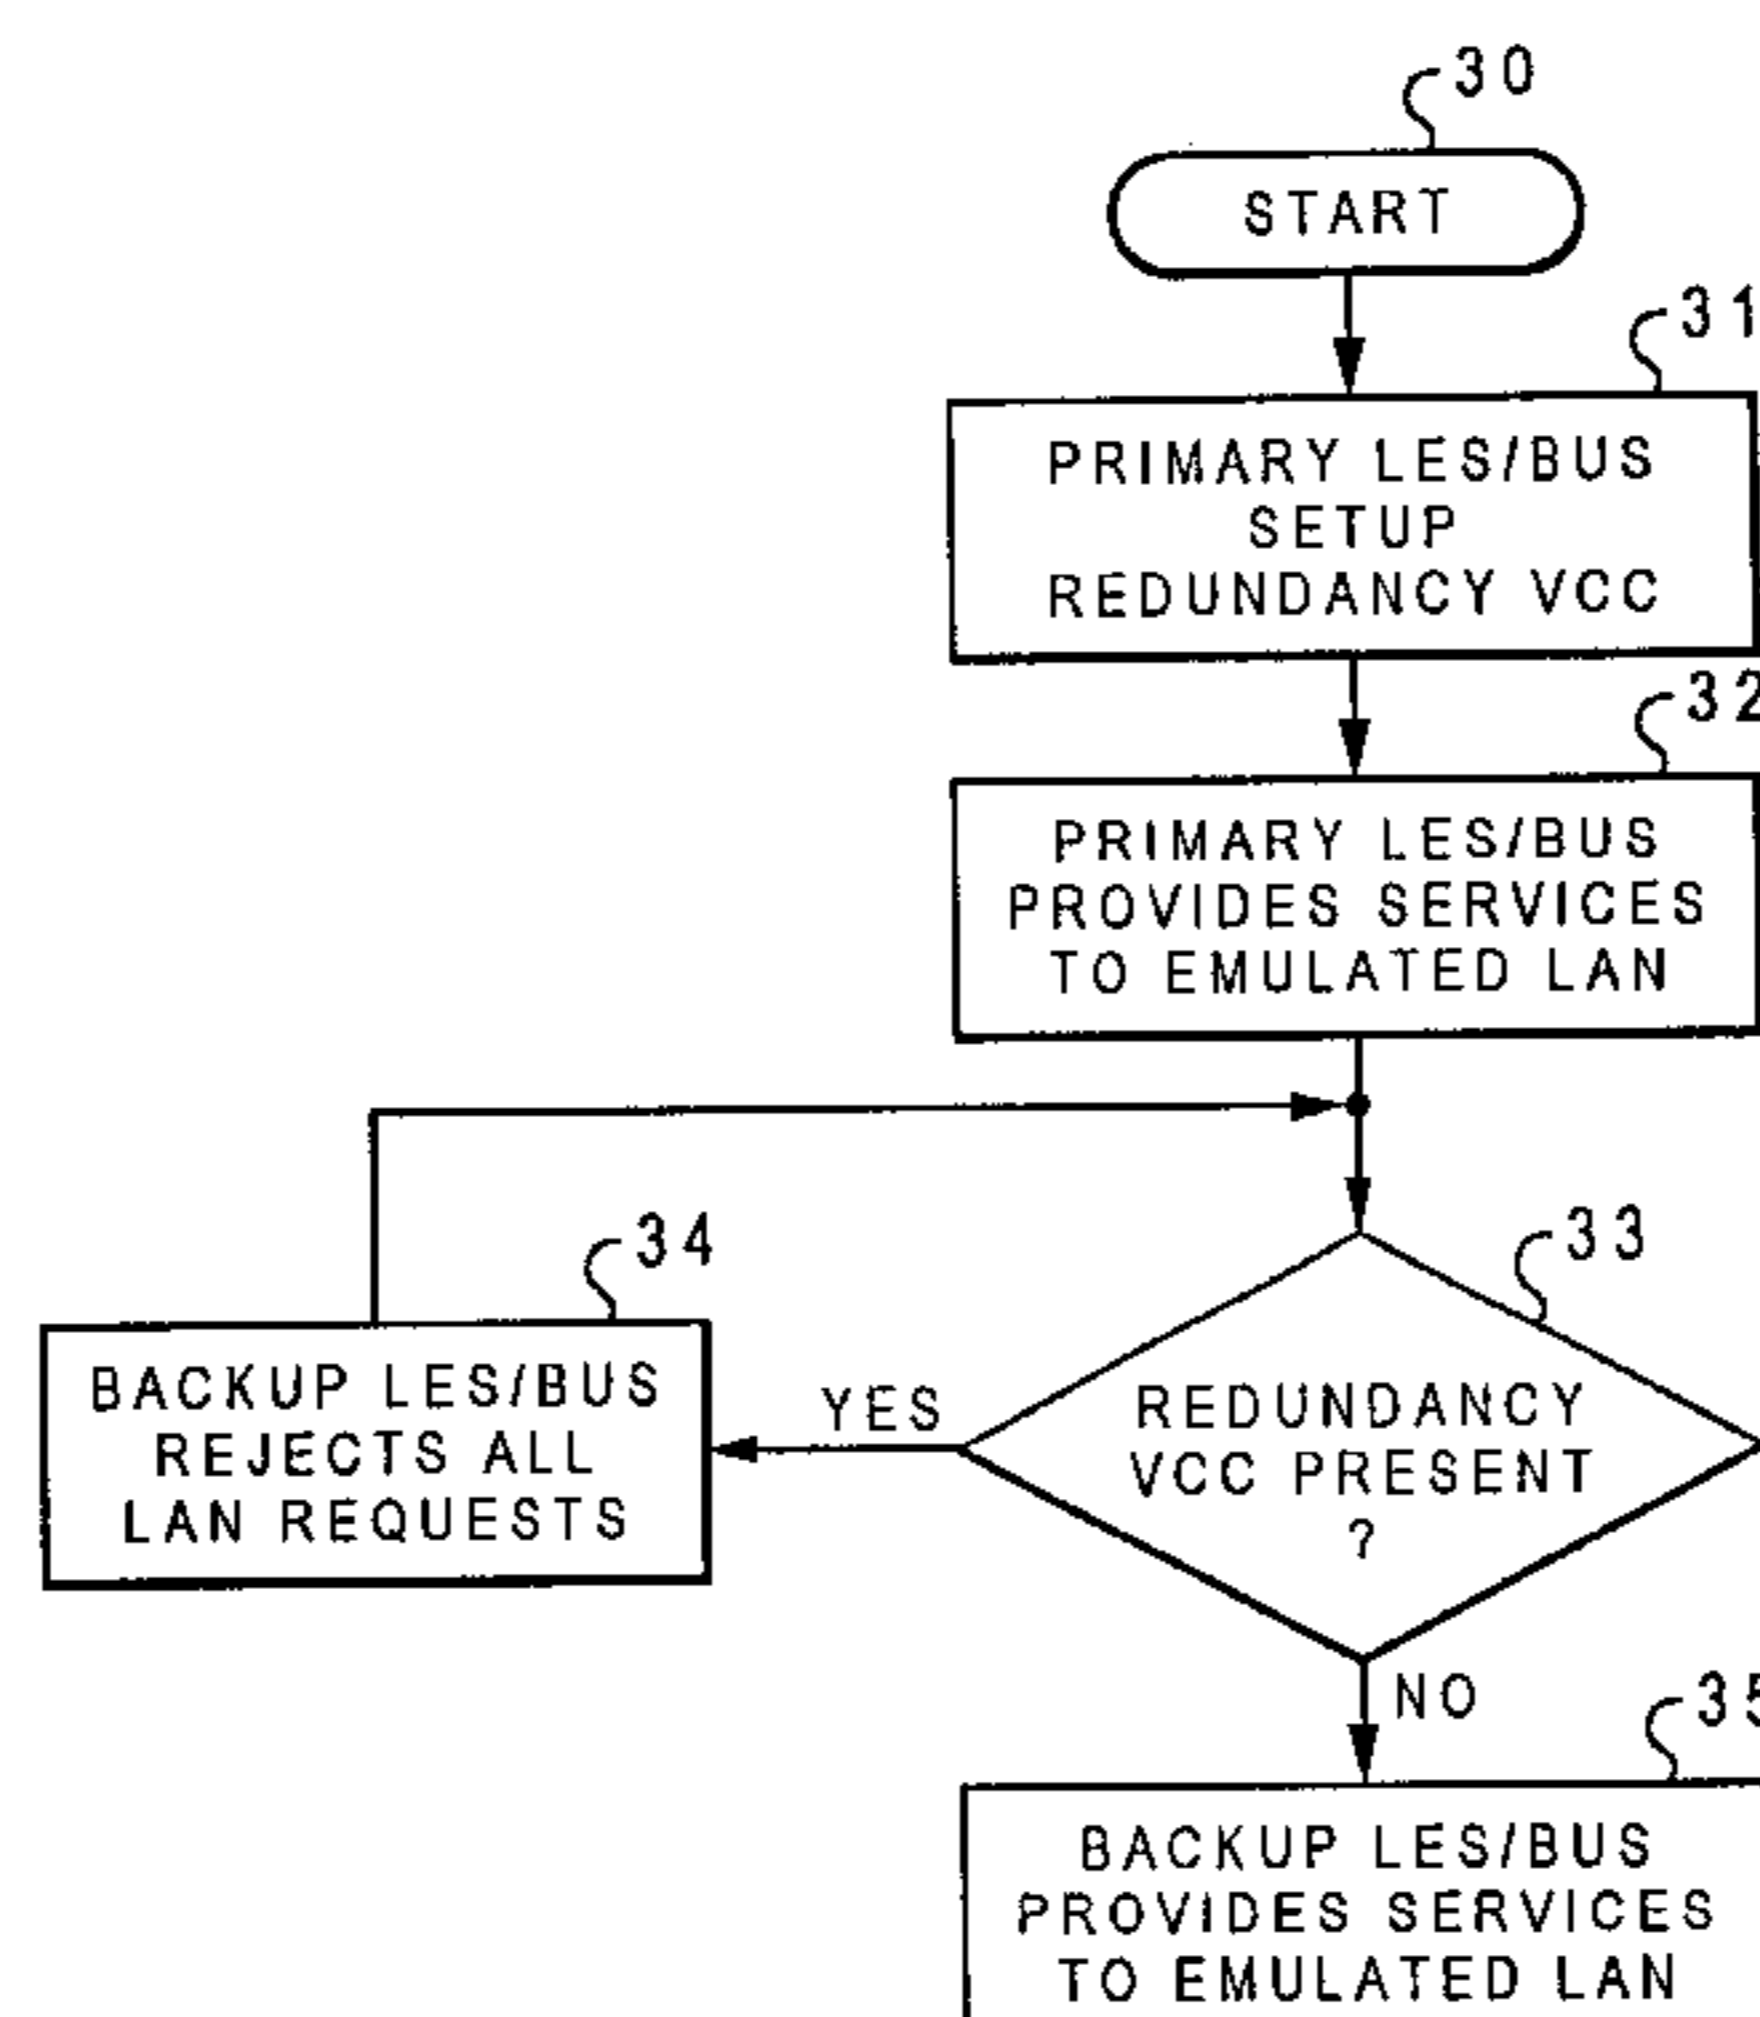 30
START
31
PRIMARY LES/BUS
SETUP
REDUNDANCY VCC
32
PRIMARY LES/BUS
PROVIDES SERVICES
TO EMULATED LAN
33
REDUNDANCY
VCC PRESENT
?
YES
34
BACKUP LES/BUS
REJECTS ALL
LAN REQUESTS
NO
35
BACKUP LES/BUS
PROVIDES SERVICES
TO EMULATED LAN